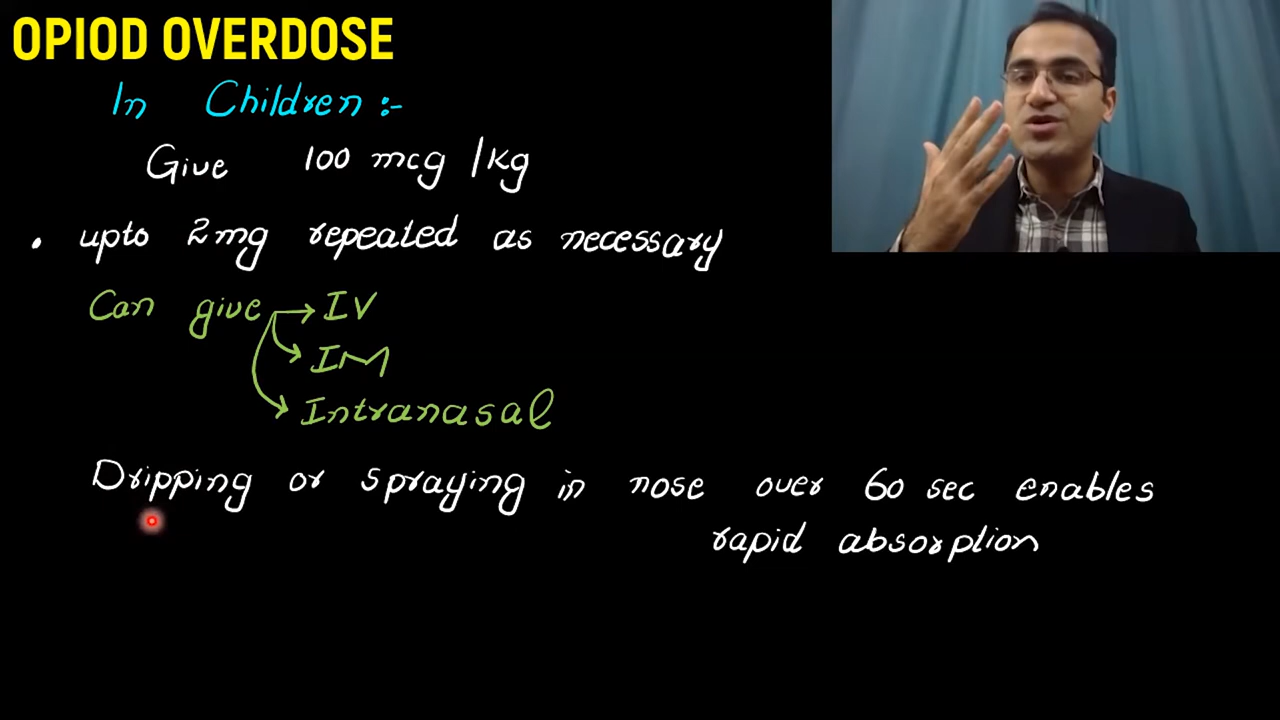 OPIOD OVERDOSE
In Children :-
Give 100 mcg /kg
• upto 2mg repeated as necessary
Can give → IV
→ IM
→ Intranasal
Dripping or spraying in nose over 60 sec enables
rapid absorption